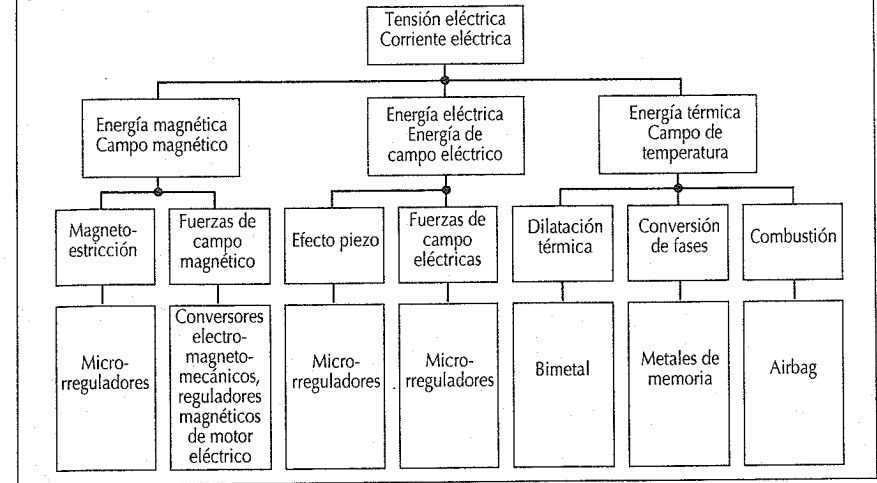 Tensión eléctrica
Corriente eléctrica
Energía magnética
Campo magnético
Energía eléctrica
Energía de
campo eléctrico
Energía térmica
Campo de
temperatura
Magneto-
estricción
Fuerzas de
campo
magnético
Efecto piezo
Fuerzas de
campo
eléctricas
Dilatación
térmica
Conversión
de fases
Combustión
Micro-
rreguladores
Conversores
electro-
magneto-
mecánicos,
reguladores
magnéticos
de motor
eléctrico
Micro-
rreguladores
Micro-
rreguladores
Bimetal
Metales de
memoria
Airbag